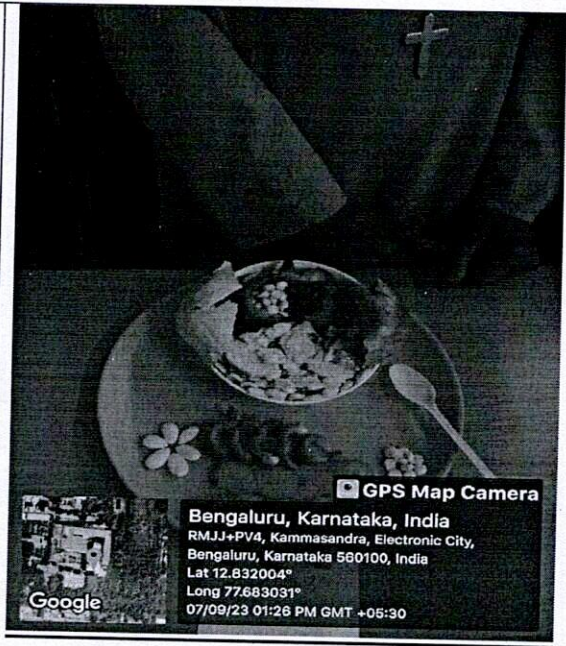 GPS Map Camera
Bengaluru, Karnataka, India
RMJJ+PV4, Kammasandra, Electronic City,
Bengaluru, Karnataka 560100, India
Lat 12.832004°
Long 77.683031°
07/09/23 01:26 PM GMT +05:30
Google